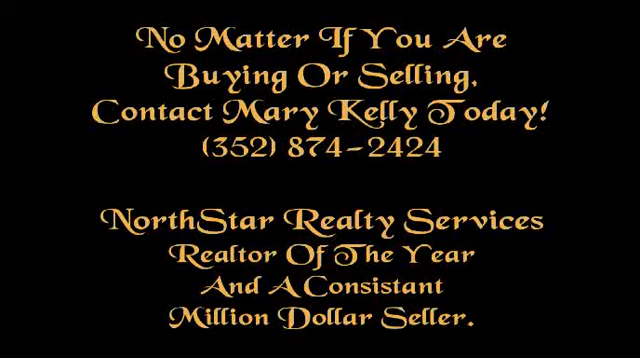 No Matter If You Are
Buying Or Selling,
Contact Mary Kelly Today!
(352) 874-2424
NorthStar Realty Services
Realtor Of The Year
And A Consistant
Million Dollar Seller.